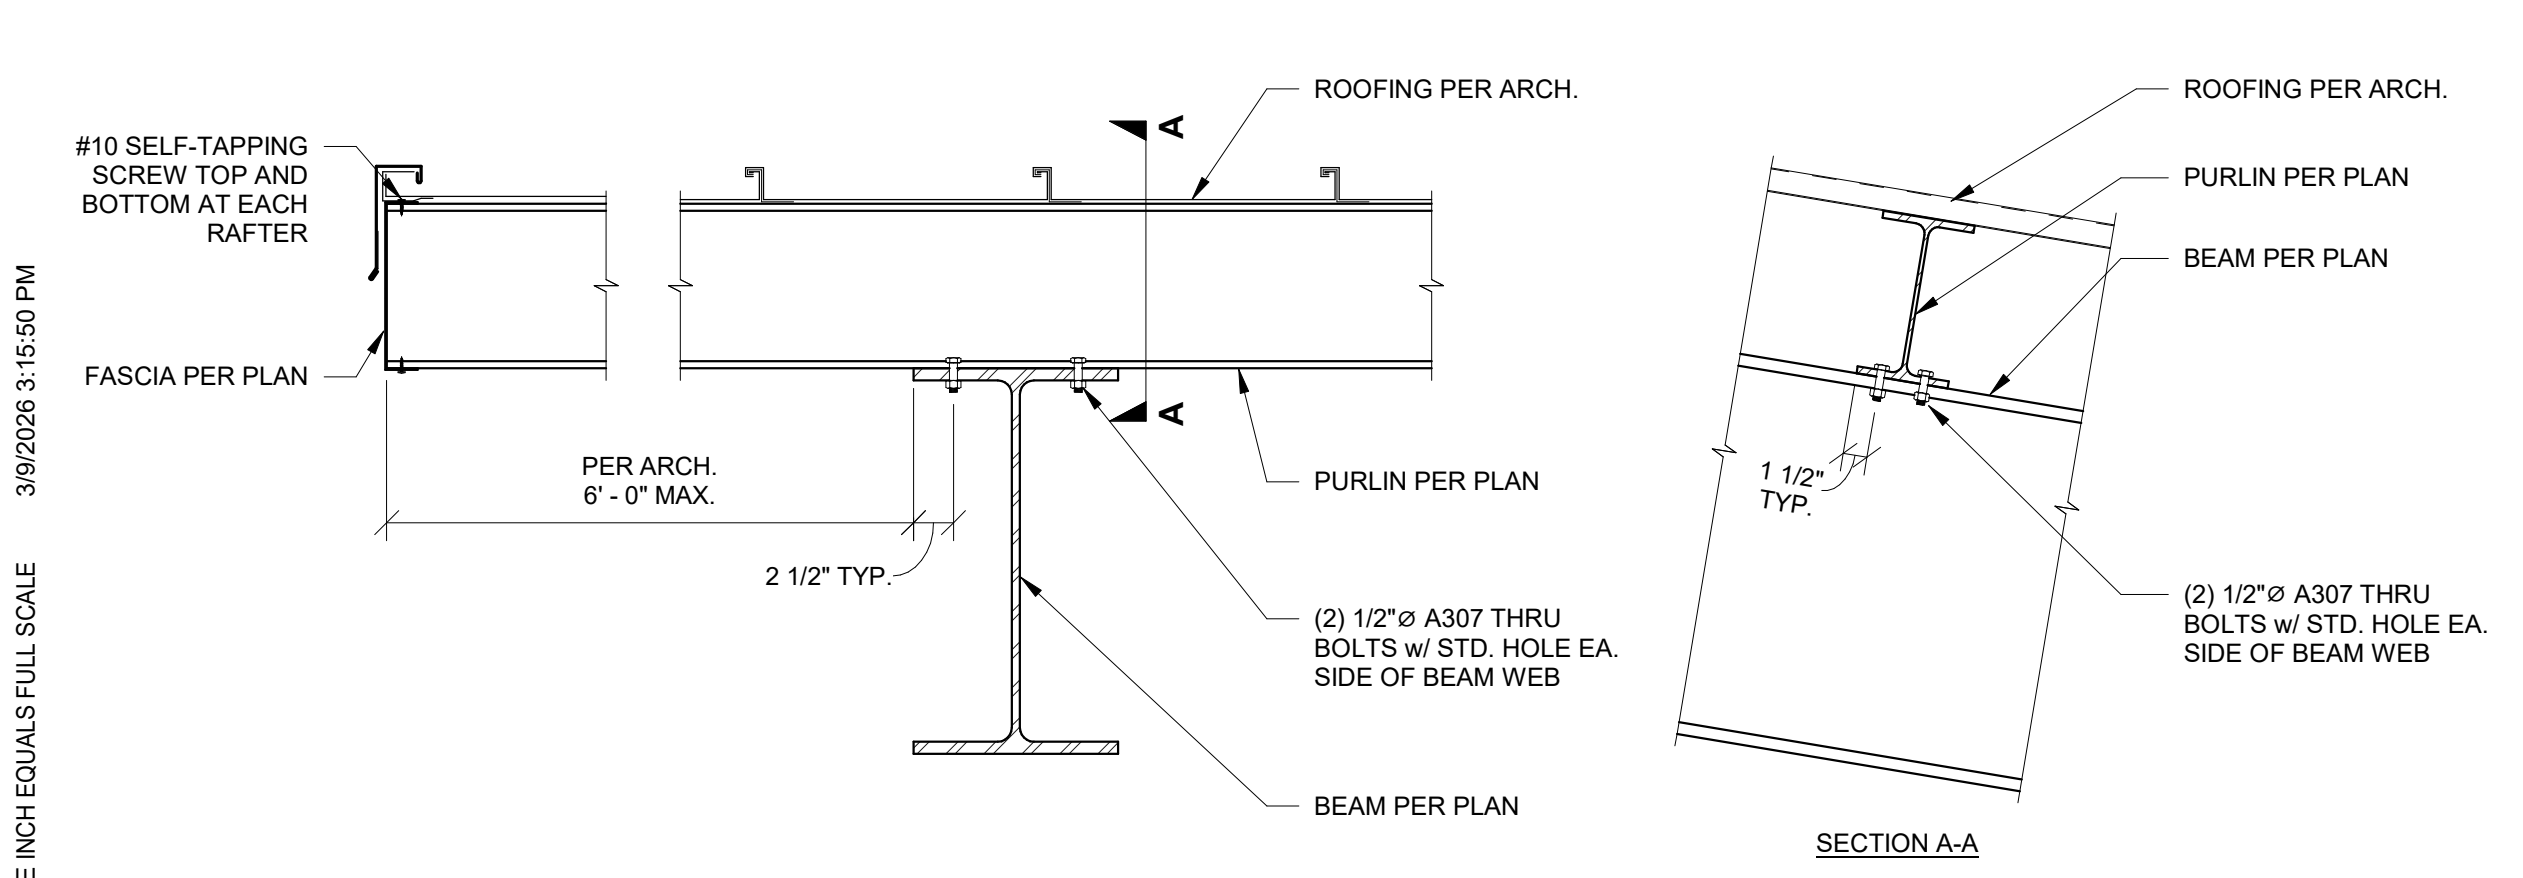 #10 SELF-TAPPING
SCREW TOP AND
BOTTOM AT EACH
RAFTER
FASCIA PER PLAN
PER ARCH.
6' - 0" MAX.
2 1/2" TYP.
A
A
ROOFING PER ARCH.
PURLIN PER PLAN
(2) 1/2"⌀ A307 THRU
BOLTS w/ STD. HOLE EA.
SIDE OF BEAM WEB
BEAM PER PLAN
ROOFING PER ARCH.
PURLIN PER PLAN
BEAM PER PLAN
1 1/2"
TYP.
(2) 1/2"⌀ A307 THRU
BOLTS w/ STD. HOLE EA.
SIDE OF BEAM WEB
SECTION A-A
E INCH EQUALS FULL SCALE
3/9/2026 3:15:50 PM